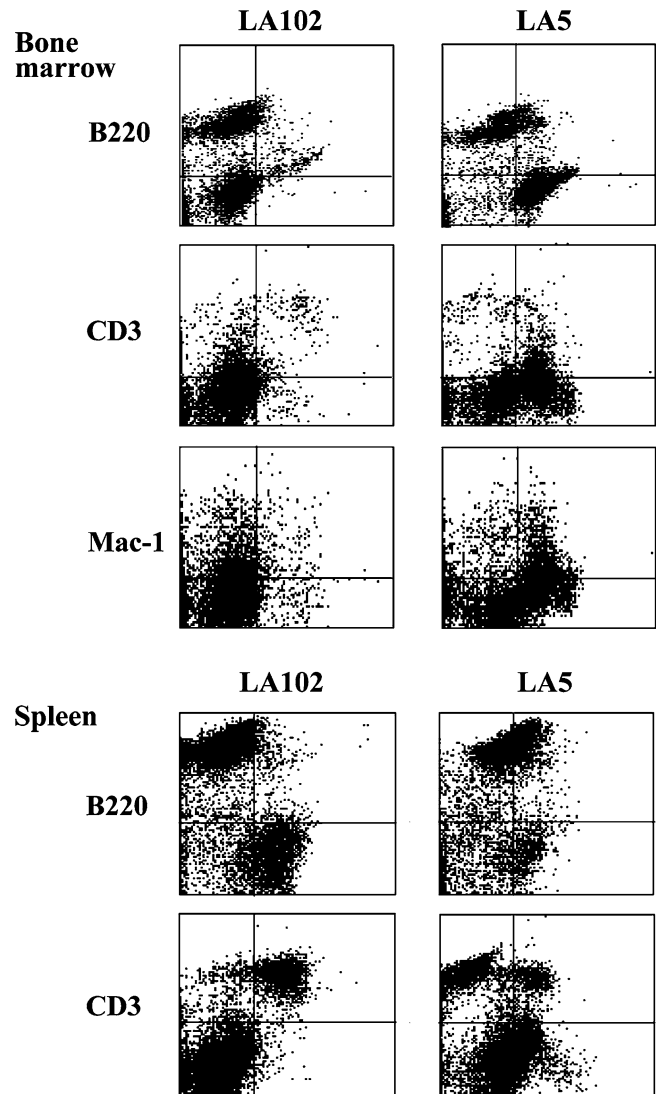 LA102 LA5
Bone
marrow
B220
CD3
Mac-1
LA102 LA5
Spleen
B220
CD3